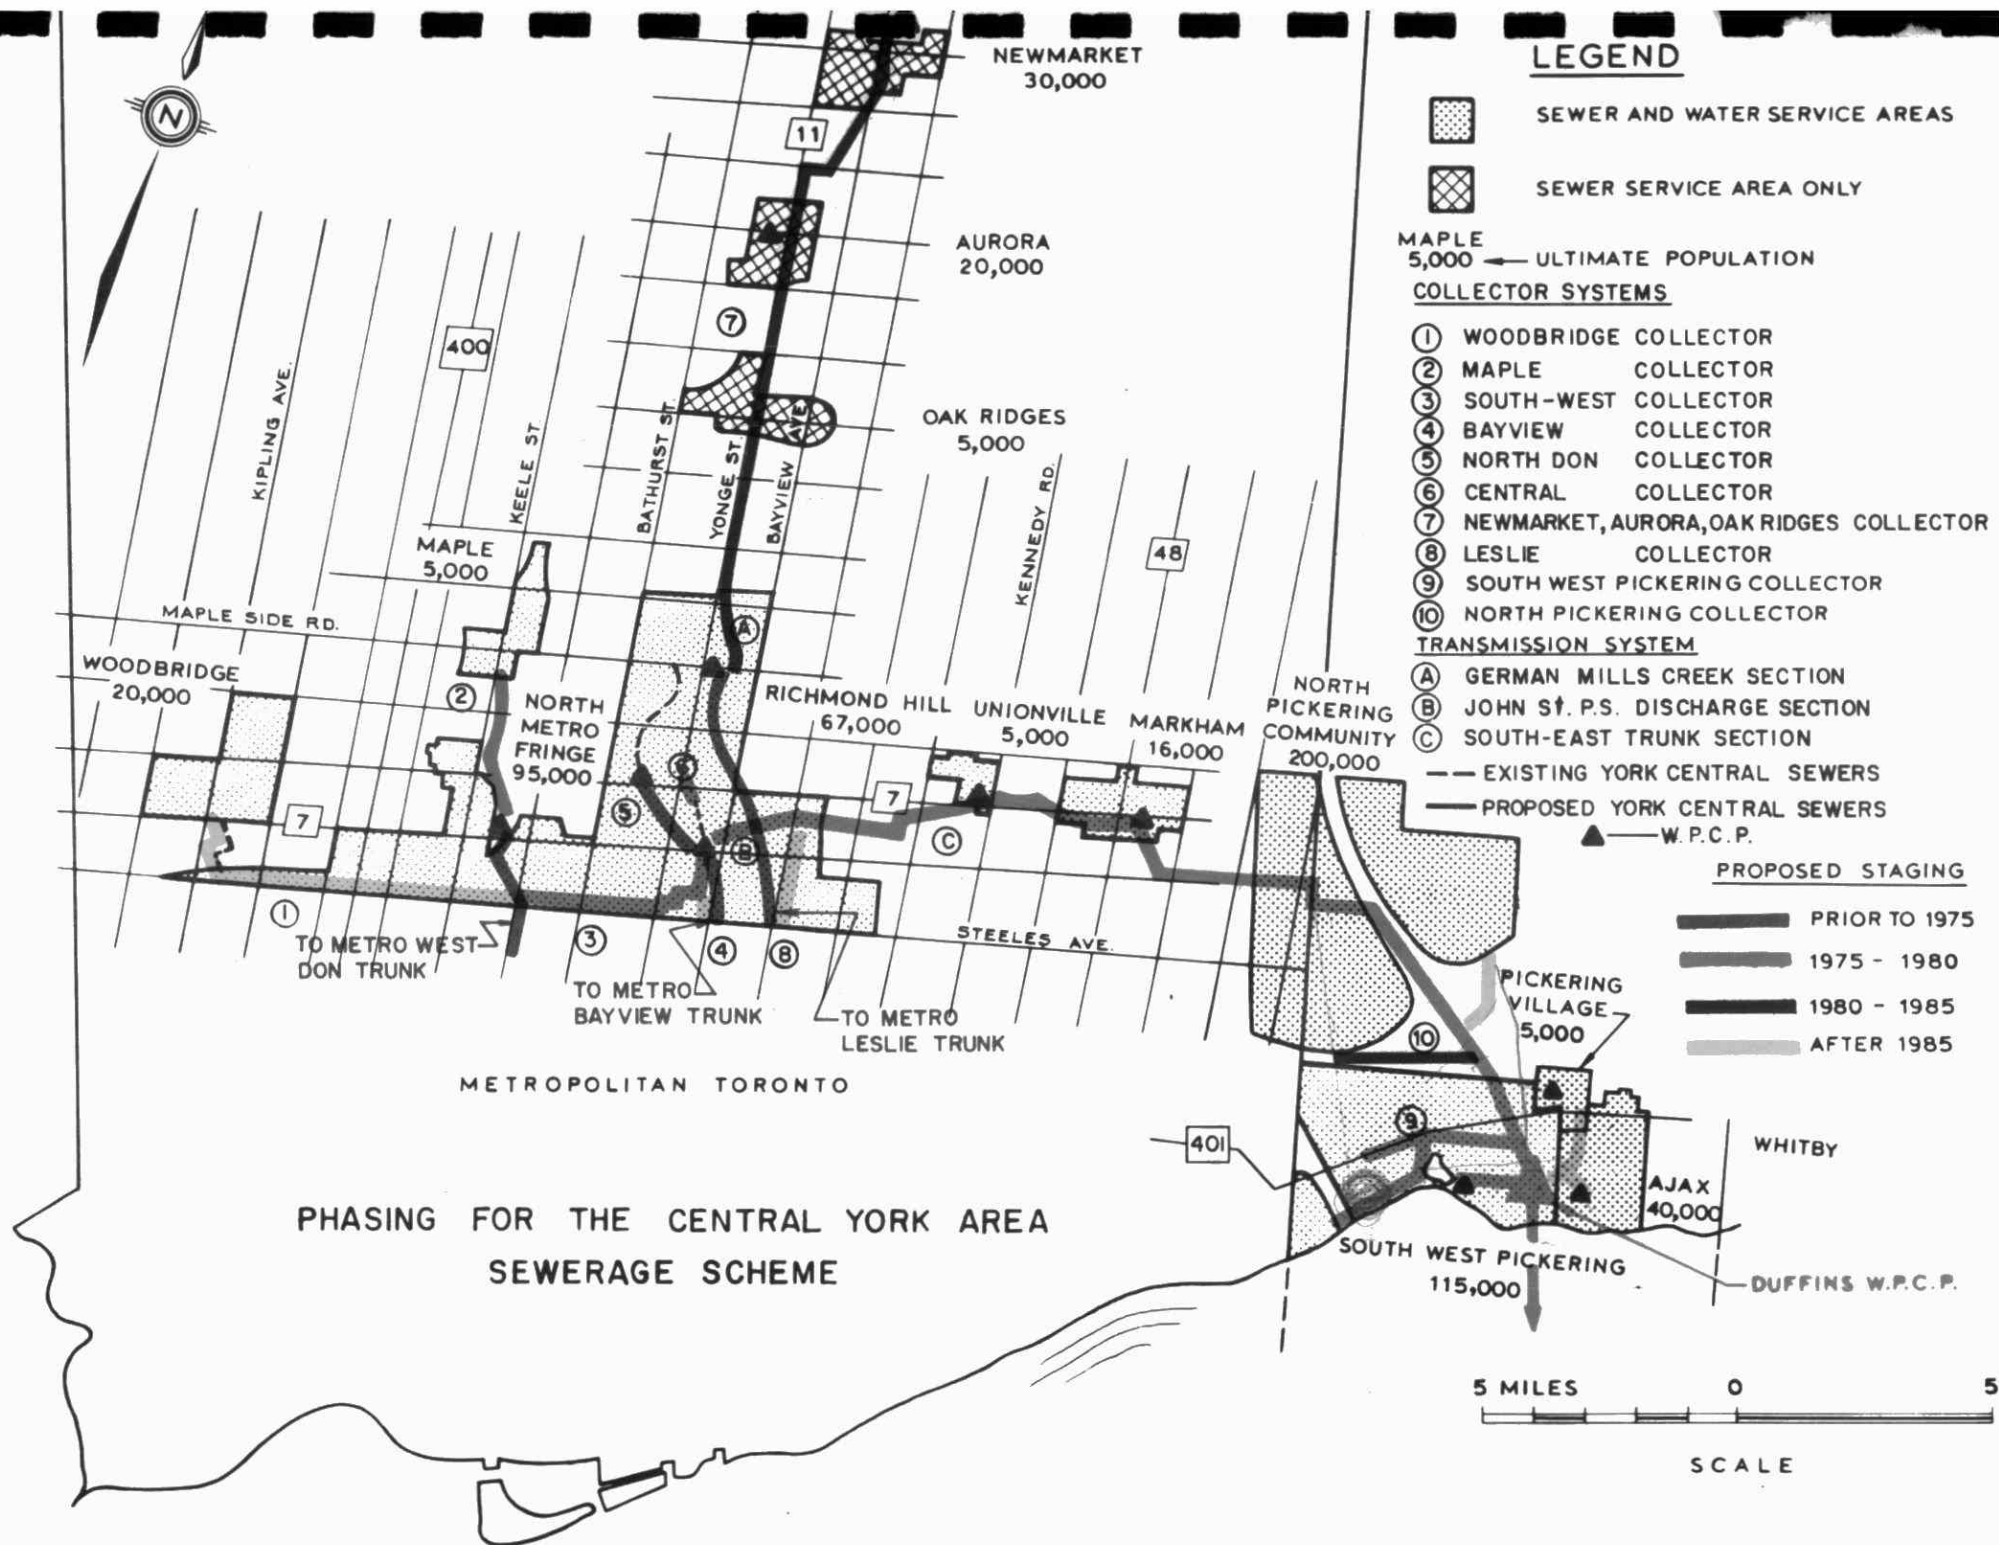 NEWMARKET
30,000
LEGEND
SEWER AND WATER SERVICE AREAS
SEWER SERVICE AREA ONLY
MAPLE
5,000 ULTIMATE POPULATION
COLLECTOR SYSTEMS
1 WOODBRIDGE COLLECTOR
2 MAPLE COLLECTOR
3 SOUTH-WEST COLLECTOR
4 BAYVIEW COLLECTOR
5 NORTH DON COLLECTOR
6 CENTRAL COLLECTOR
7 NEWMARKET, AURORA, OAK RIDGES COLLECTOR
8 LESLIE COLLECTOR
9 SOUTH WEST PICKERING COLLECTOR
10 NORTH PICKERING COLLECTOR
TRANSMISSION SYSTEM
A GERMAN MILLS CREEK SECTION
B JOHN St. P.S. DISCHARGE SECTION
C SOUTH-EAST TRUNK SECTION
EXISTING YORK CENTRAL SEWERS
PROPOSED YORK CENTRAL SEWERS
W.P.C.P.
PROPOSED STAGING
PRIOR TO 1975
1975 - 1980
1980 - 1985
AFTER 1985
N
11
AURORA
20,000
7
400
OAK RIDGES
5,000
AVE
KIPLING AVE.
KEELE ST
BATHURST ST.
YONGE ST.
BAYVIEW
KENNEDY RD.
48
MAPLE
5,000
MAPLE SIDE RD.
WOODBRIDGE
20,000
2
NORTH
METRO
FRINGE
95,000
A
RICHMOND HILL
67,000
UNIONVILLE
5,000
MARKHAM
16,000
NORTH
PICKERING
COMMUNITY
200,000
7
5
6
B
7
C
1
TO METRO WEST
DON TRUNK
3
4
8
STEELES AVE.
TO METRO
BAYVIEW TRUNK
TO METRO
LESLIE TRUNK
PICKERING
VILLAGE
5,000
10
METROPOLITAN TORONTO
9
401
WHITBY
AJAX
40,000
SOUTH WEST PICKERING
115,000
DUFFINS W.P.C.P.
PHASING FOR THE CENTRAL YORK AREA
SEWERAGE SCHEME
5 MILES 0 5
SCALE